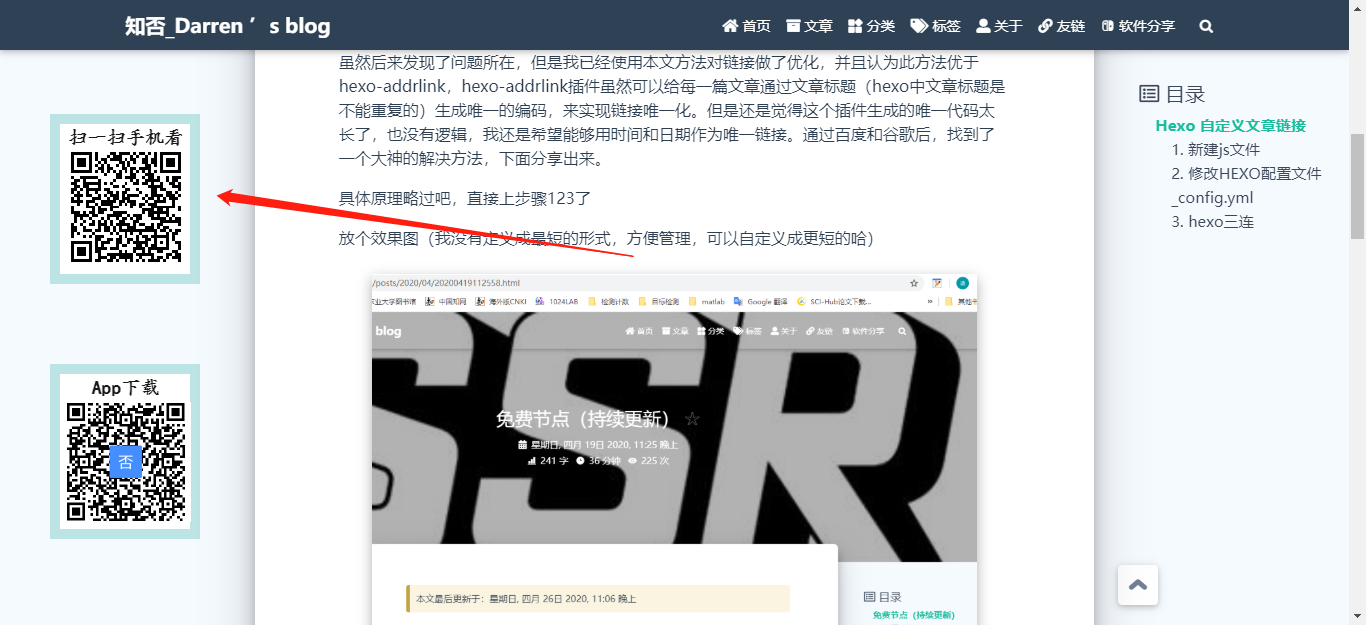 知否_Darren＇s blog
首页 文章 分类 标签 关于 友链 软件分享
虽然后来发现了问题所在，但是我已经使用本文方法对链接做了优化，并且认为此方法优于
hexo-addrlink，hexo-addrlink插件虽然可以给每一篇文章通过文章标题（hexo中文章标题是
不能重复的）生成唯一的编码，来实现链接唯一化。但是还是觉得这个插件生成的唯一代码太
长了，也没有逻辑，我还是希望能够用时间和日期作为唯一链接。通过百度和谷歌后，找到了
一个大神的解决方法，下面分享出来。
具体原理略过吧，直接上步骤123了
放个效果图（我没有定义成最短的形式，方便管理，可以自定义成更短的哈）
扫一扫手机看
App下载
否
目录
Hexo 自定义文章链接
1. 新建js文件
2. 修改HEXO配置文件
_config.yml
3. hexo三连
/posts/2020/04/20200419112558.html
农业大学图书馆 中国知网 海外版CNKI 1024LAB 检测计数 目标检测 matlab Google 翻译 SCI-Hub论文下载... » 其他书
blog
首页 文章 分类 标签 关于 友链 软件分享
SSR
免费节点（持续更新）
星期日, 四月 19日 2020, 11:25 晚上
241 字 36 分钟 225 次
本文最后更新于：星期日, 四月 26日 2020, 11:06 晚上
目录
免费节点（持续更新）